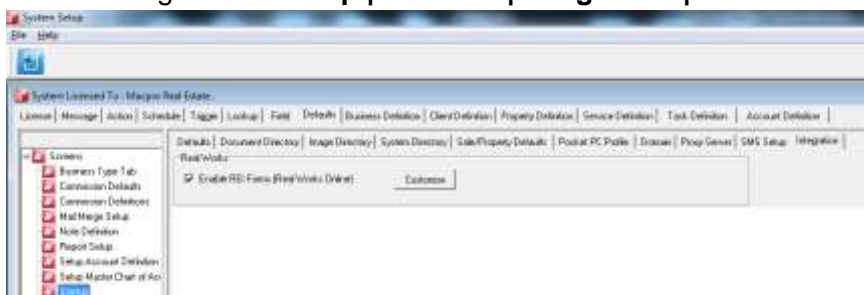 System Setup
File Help
System Licensed To : Macpro Real Estate
License Message Action Schedule Tagger Lookup Field Defaults Business Definition Client Definition Property Definition Service Definition Task Definition Account Definition
Defaults Document Directory Image Directory System Directory Sale/Property Defaults Pocket PC Profile Domain Proxy Server SMS Setup Integration
Screens
Business Type Tab
Commission Defaults
Commission Definitions
Mail Merge Setup
Note Definition
Report Setup
Setup Account Definition
Setup Master Chart of Acc
Startup
Real Works
Enable REI Forms (Real Works Online)
Customise